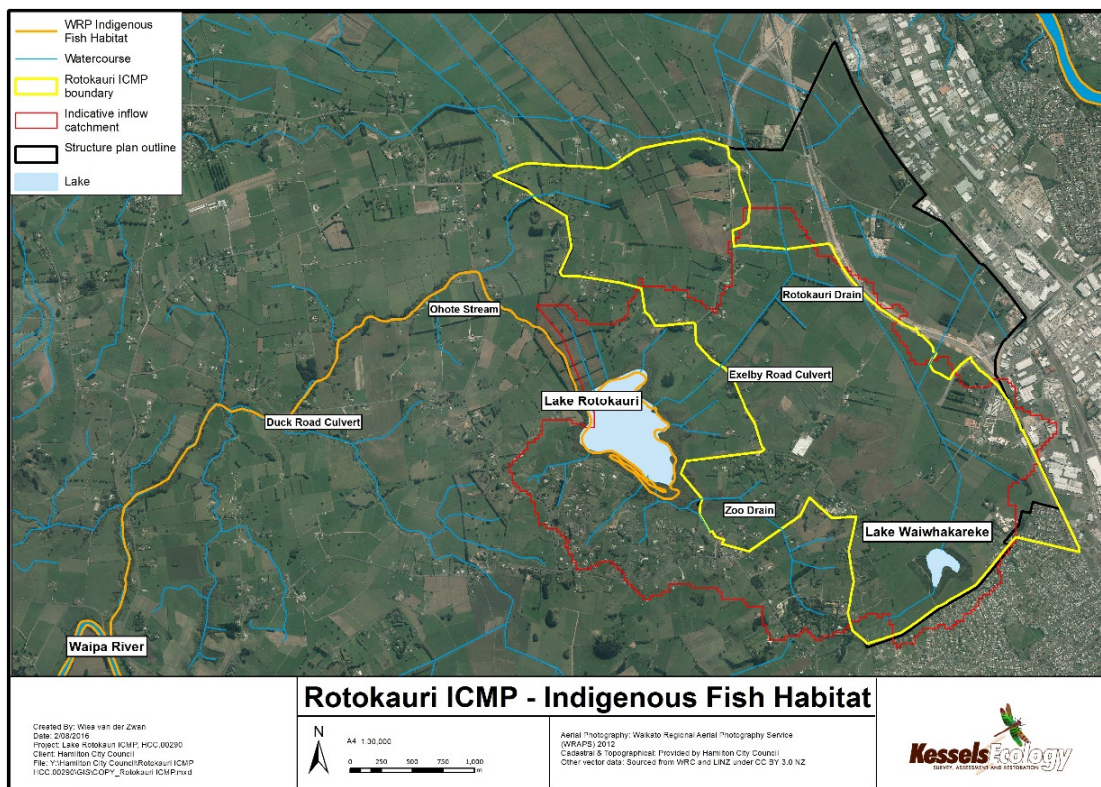 WRP Indigenous
Fish Habitat
Watercourse
Rotokauri ICMP
boundary
Indicative inflow
catchment
Structure plan outline
Lake
Rotokauri Drain
Ohote Stream
Exelby Road Culvert
Lake Rotokauri
Duck Road Culvert
Zoo Drain
Lake Waiwhakareke
Waipa River
Rotokauri ICMP - Indigenous Fish Habitat
Created By: Wiea van der Zwan
Date: 2/08/2016
Project: Lake Rotokauri ICMP, HCC.00290
Client: Hamilton City Council
File: Y:\Hamilton City Council\Rotokauri ICMP
HCC.00290\GIS\COPY_Rotokauri ICMP.mxd
N
A4 1:30,000
0 250 500 750 1,000
m
Aerial Photography: Waikato Regional Aerial Photography Service
(WRAPS) 2012
Cadastral & Topographical: Provided by Hamilton City Council
Other vector data: Sourced from WRC and LINZ under CC BY 3.0 NZ
KesselsEcology
SURVEY, ASSESSMENT AND RESTORATION